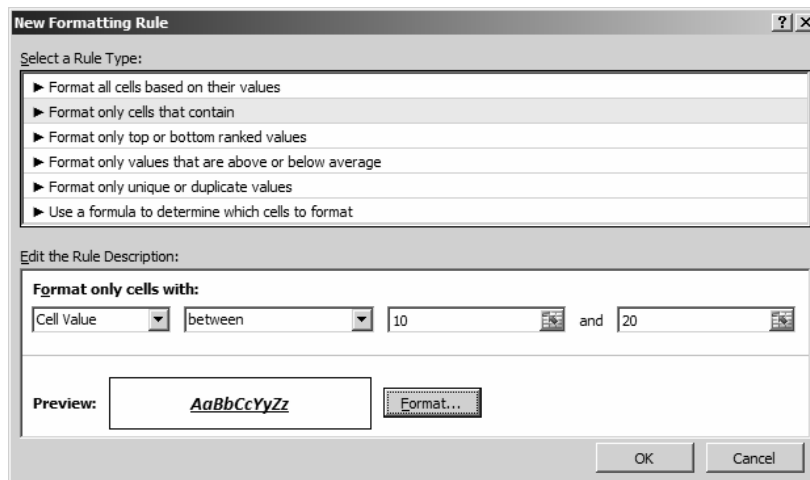 New Formatting Rule
Select a Rule Type:
► Format all cells based on their values
► Format only cells that contain
► Format only top or bottom ranked values
► Format only values that are above or below average
► Format only unique or duplicate values
► Use a formula to determine which cells to format
Edit the Rule Description:
Format only cells with:
Cell Value between 10 and 20
Preview: AaBbCcYyZz Format...
OK Cancel